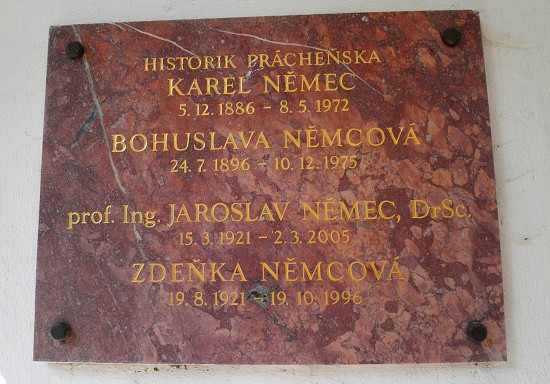 HISTORIK PRÁCHEŇSKA
KAREL NĚMEC
5.12.1886 – 8.5.1972
BOHUSLAVA NĚMCOVÁ
24.7.1896 – 10.12.1975
prof. Ing. JAROSLAV NĚMEC, DrSc.
15.3.1921 – 2.3.2005
ZDEŇKA NĚMCOVÁ
19.8.1921 – 19.10.1996